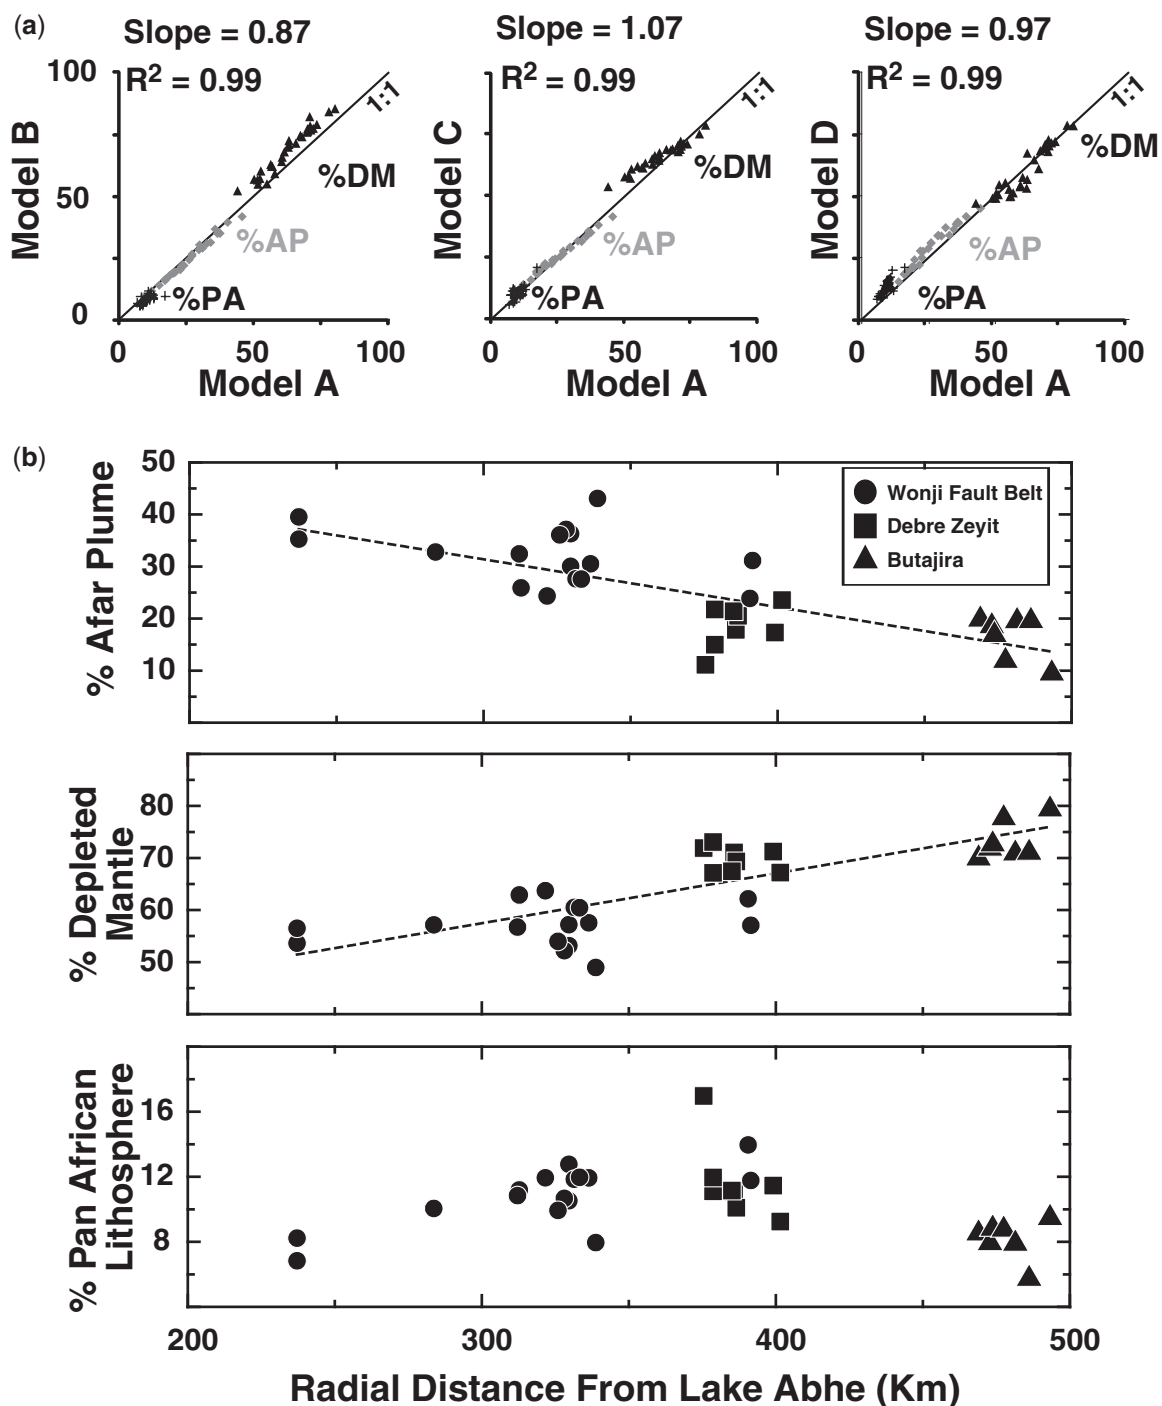 (a)
Slope = 0.87
Slope = 1.07
Slope = 0.97
R2 = 0.99
R2 = 0.99
R2 = 0.99
100
50
0
Model B
Model C
Model D
1:1
1:1
1:1
%DM
%DM
%DM
%AP
%AP
%AP
%PA
%PA
%PA
0 50 100
0 50 100
0 50 100
Model A
Model A
Model A
(b)
% Afar Plume
50
40
30
20
10
Wonji Fault Belt
Debre Zeyit
Butajira
% Depleted
Mantle
80
70
60
50
% Pan African
Lithosphere
16
12
8
200 300 400 500
Radial Distance From Lake Abhe (Km)